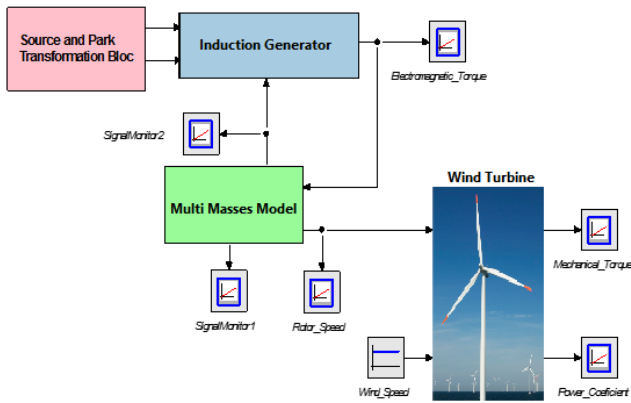 Source and Park
Transformation Bloc
Induction Generator
Electromagnetic_Torque
SignalMonitor2
Wind Turbine
Multi Masses Model
Mechanical_Torque
SignalMonitor1
Rotor_Speed
Wind_Speed
Power_Coeficient